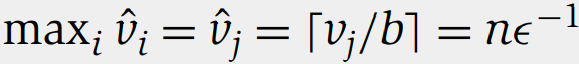 maxᵢ v̂ᵢ = v̂ⱼ = ⌈vⱼ/b⌉ = nϵ⁻¹